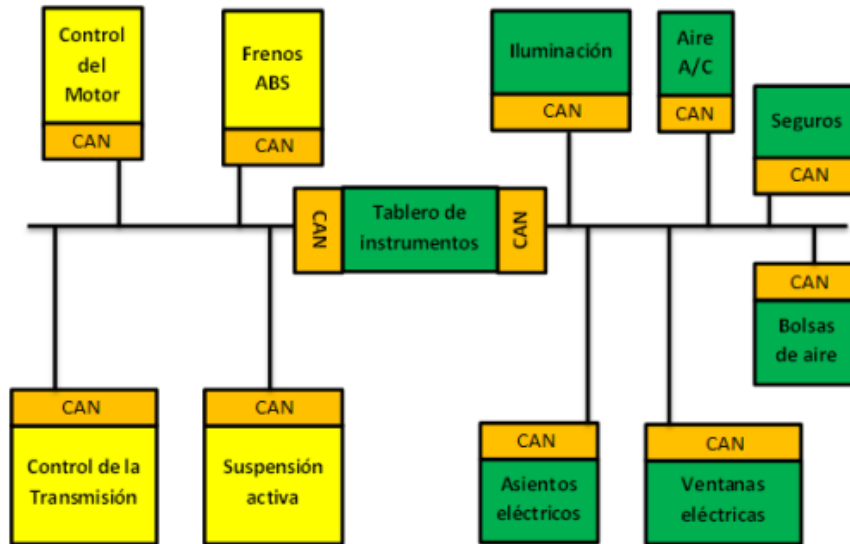 Control
del
Motor
CAN
Frenos
ABS
CAN
Iluminación
CAN
Aire
A/C
CAN
Seguros
CAN
CAN
Tablero de
instrumentos
CAN
CAN
Bolsas
de aire
CAN
Control de la
Transmisión
CAN
Suspensión
activa
CAN
Asientos
eléctricos
CAN
Ventanas
eléctricas